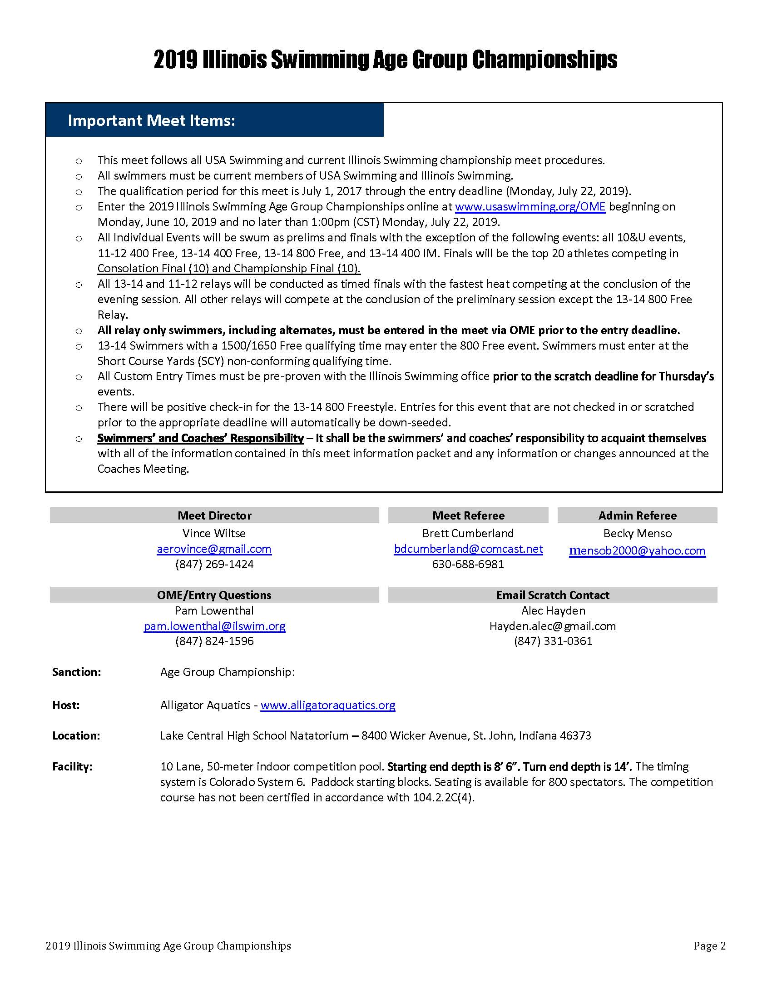 2019 Illinois Swimming Age Group Championships
Important Meet Items:
o This meet follows all USA Swimming and current Illinois Swimming championship meet procedures.
o All swimmers must be current members of USA Swimming and Illinois Swimming.
o The qualification period for this meet is July 1, 2017 through the entry deadline (Monday, July 22, 2019).
o Enter the 2019 Illinois Swimming Age Group Championships online at www.usaswimming.org/OME beginning on
Monday, June 10, 2019 and no later than 1:00pm (CST) Monday, July 22, 2019.
o All Individual Events will be swum as prelims and finals with the exception of the following events: all 10&U events,
11-12 400 Free, 13-14 400 Free, 13-14 800 Free, and 13-14 400 IM. Finals will be the top 20 athletes competing in
Consolation Final (10) and Championship Final (10).
o All 13-14 and 11-12 relays will be conducted as timed finals with the fastest heat competing at the conclusion of the
evening session. All other relays will compete at the conclusion of the preliminary session except the 13-14 800 Free
Relay.
o All relay only swimmers, including alternates, must be entered in the meet via OME prior to the entry deadline.
o 13-14 Swimmers with a 1500/1650 Free qualifying time may enter the 800 Free event. Swimmers must enter at the
Short Course Yards (SCY) non-conforming qualifying time.
o All Custom Entry Times must be pre-proven with the Illinois Swimming office prior to the scratch deadline for Thursday’s
events.
o There will be positive check-in for the 13-14 800 Freestyle. Entries for this event that are not checked in or scratched
prior to the appropriate deadline will automatically be down-seeded.
o Swimmers’ and Coaches’ Responsibility – It shall be the swimmers’ and coaches’ responsibility to acquaint themselves
with all of the information contained in this meet information packet and any information or changes announced at the
Coaches Meeting.
Meet Director Meet Referee Admin Referee
Vince Wiltse Brett Cumberland Becky Menso
aerovince@gmail.com bdcumberland@comcast.net mensob2000@yahoo.com
(847) 269-1424 630-688-6981
OME/Entry Questions Email Scratch Contact
Pam Lowenthal Alec Hayden
pam.lowenthal@ilswim.org Hayden.alec@gmail.com
(847) 824-1596 (847) 331-0361
Sanction: Age Group Championship:
Host: Alligator Aquatics - www.alligatoraquatics.org
Location: Lake Central High School Natatorium – 8400 Wicker Avenue, St. John, Indiana 46373
Facility: 10 Lane, 50-meter indoor competition pool. Starting end depth is 8’ 6”. Turn end depth is 14’. The timing
system is Colorado System 6. Paddock starting blocks. Seating is available for 800 spectators. The competition
course has not been certified in accordance with 104.2.2C(4).
2019 Illinois Swimming Age Group Championships Page 2